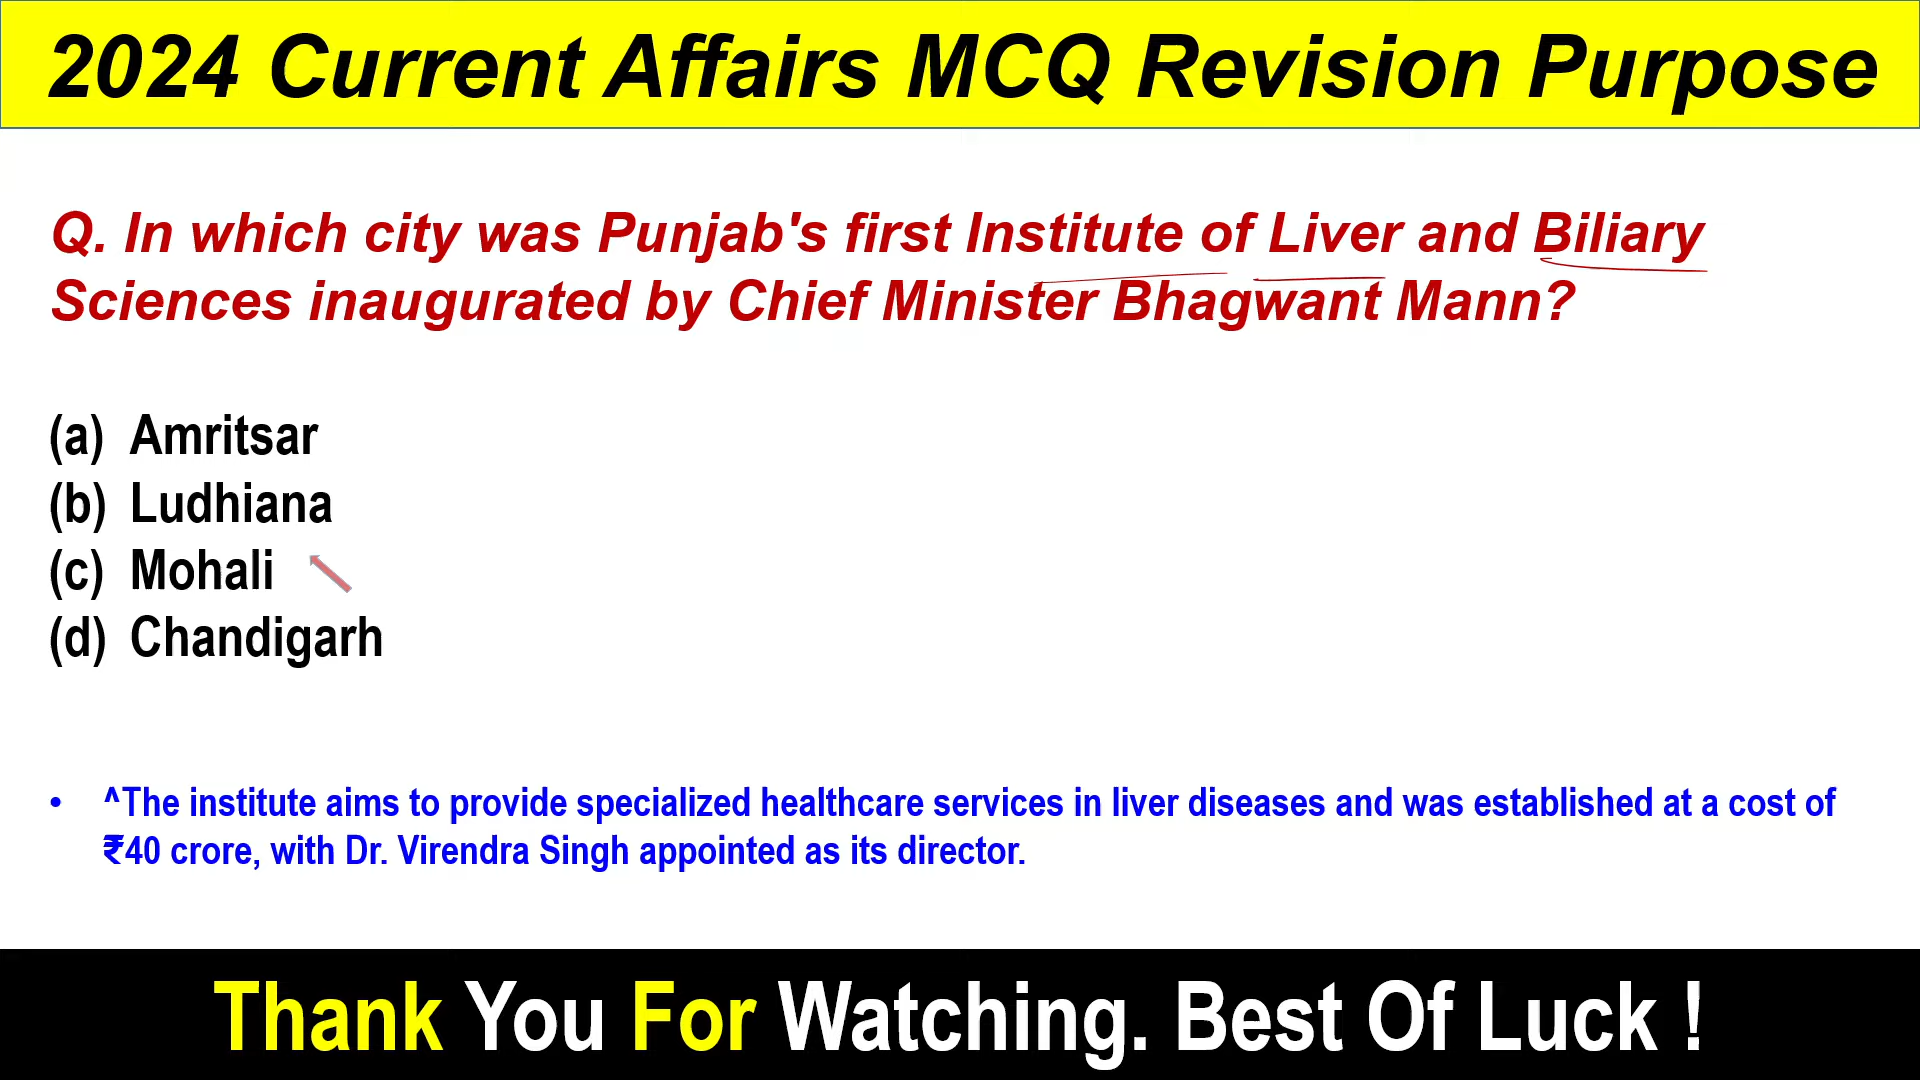 2024 Current Affairs MCQ Revision Purpose
Q. In which city was Punjab's first Institute of Liver and Biliary
Sciences inaugurated by Chief Minister Bhagwant Mann?
(a) Amritsar
(b) Ludhiana
(c) Mohali
(d) Chandigarh
• ^The institute aims to provide specialized healthcare services in liver diseases and was established at a cost of
₹40 crore, with Dr. Virendra Singh appointed as its director.
Thank You For Watching. Best Of Luck !